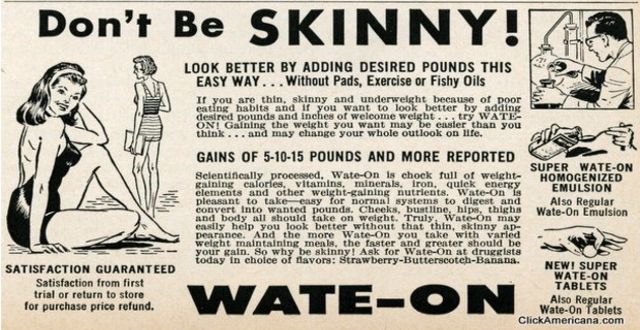 Don't Be SKINNY!
LOOK BETTER BY ADDING DESIRED POUNDS THIS
EASY WAY... Without Pads, Exercise or Fishy Oils
If you are thin, skinny and underweight because of poor
eating habits and if you want to look better by adding
desired pounds and inches of welcome weight... try WATE-
ON! Gaining the weight you want may be easier than you
think... and may change your whole outlook on life.
GAINS OF 5-10-15 POUNDS AND MORE REPORTED
Scientifically processed, Wate-On is chock full of weight-
gaining calories, vitamins, minerals, iron, quick energy
elements and other weight-gaining nutrients. Wate-On is
pleasant to take—easy for normal systems to digest and
convert into wanted pounds. Cheeks, bustline, hips, thighs
and body all should take on weight. Truly, Wate-On may
easily help you look better without that thin, skinny ap-
pearance. And the more Wate-On you take with varied
weight maintaining meals, the faster and greater should be
your gain. So why be skinny! Ask for Wate-On at druggists
today in choice of flavors: Strawberry-Butterscotch-Banana.
SATISFACTION GUARANTEED
Satisfaction from first
trial or return to store
for purchase price refund.
WATE-ON
SUPER WATE-ON
HOMOGENIZED
EMULSION
Also Regular
Wate-On Emulsion
NEW! SUPER
WATE-ON
TABLETS
Also Regular
Wate-On Tablets
ClickAmericana.com